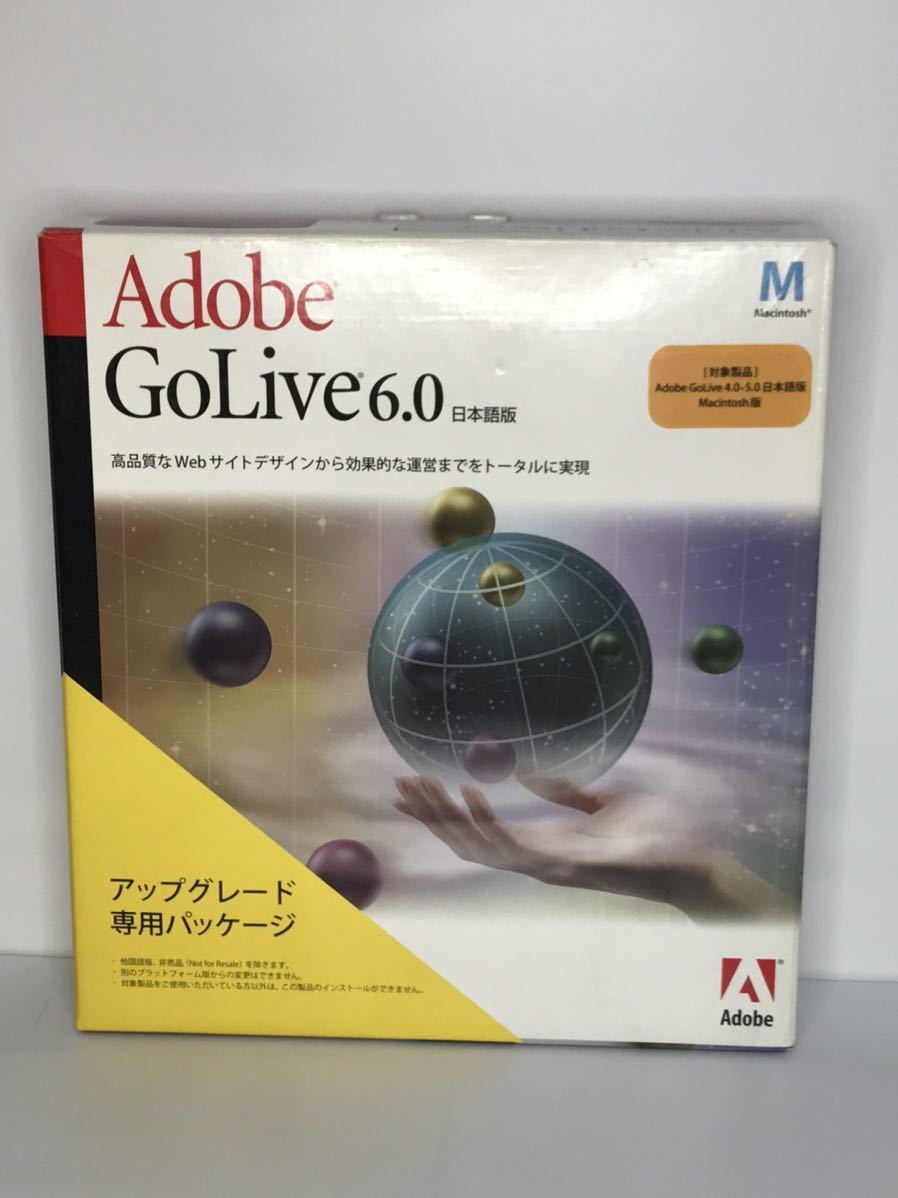 Adobe®
GoLive®6.0 日本語版
高品質なWebサイトデザインから効果的な運営までをトータルに実現
M
Macintosh®
[対象製品]
Adobe GoLive 4.0–5.0 日本語版
Macintosh 版
アップグレード
専用パッケージ
・他国語版、非売品(Not for Resale)を除きます。
・別のプラットフォーム版からの変更はできません。
・対象製品をご使用いただいている方以外は、この製品のインストールができません。
Adobe